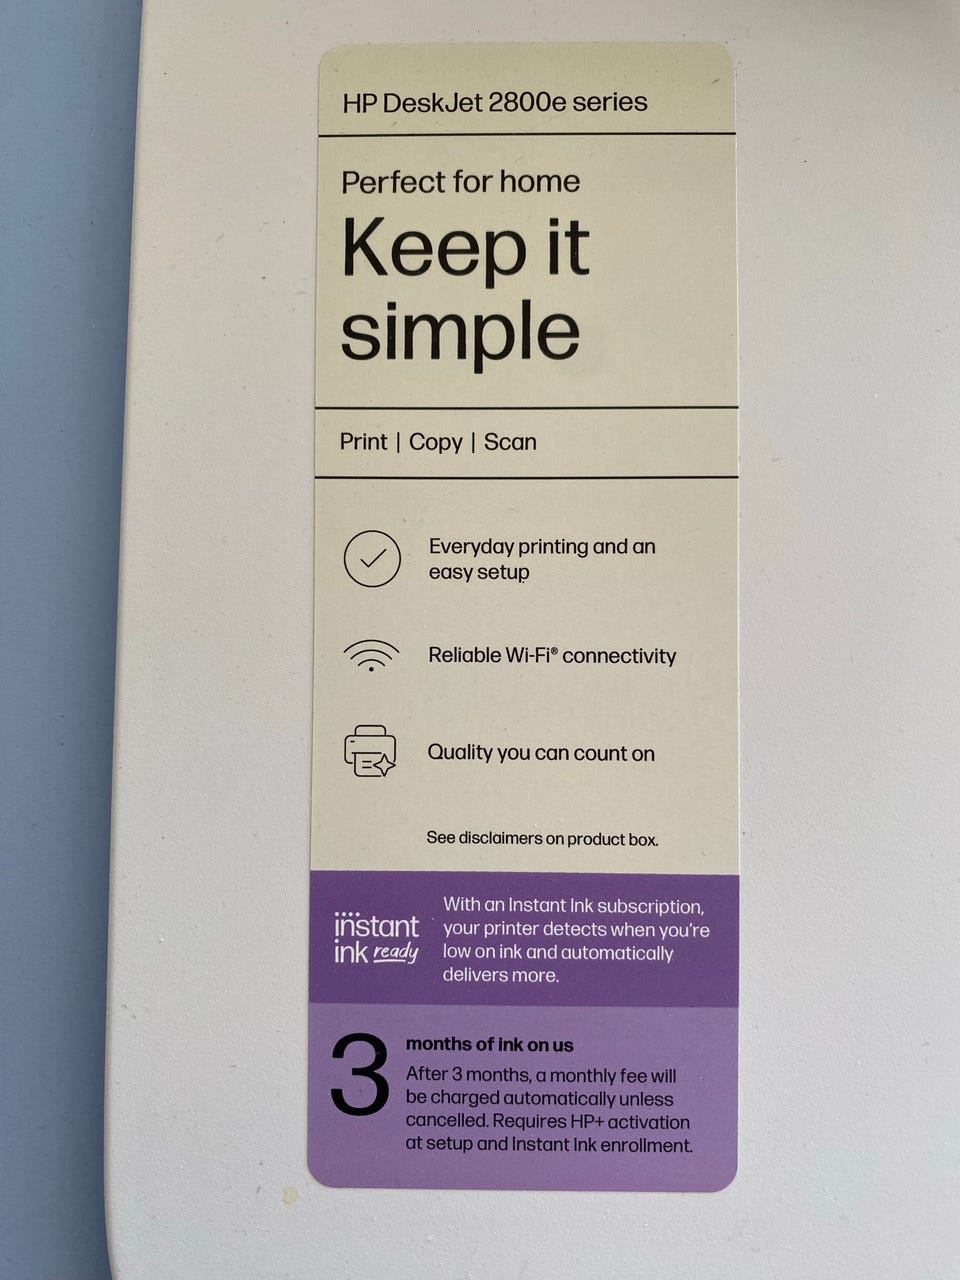 HP DeskJet 2800e series
Perfect for home
Keep it
simple
Print | Copy | Scan
Everyday printing and an
easy setup
Reliable Wi-Fi® connectivity
Quality you can count on
See disclaimers on product box.
instant
ink ready
With an Instant Ink subscription,
your printer detects when you're
low on ink and automatically
delivers more.
3
months of ink on us
After 3 months, a monthly fee will
be charged automatically unless
cancelled. Requires HP+ activation
at setup and Instant Ink enrollment.